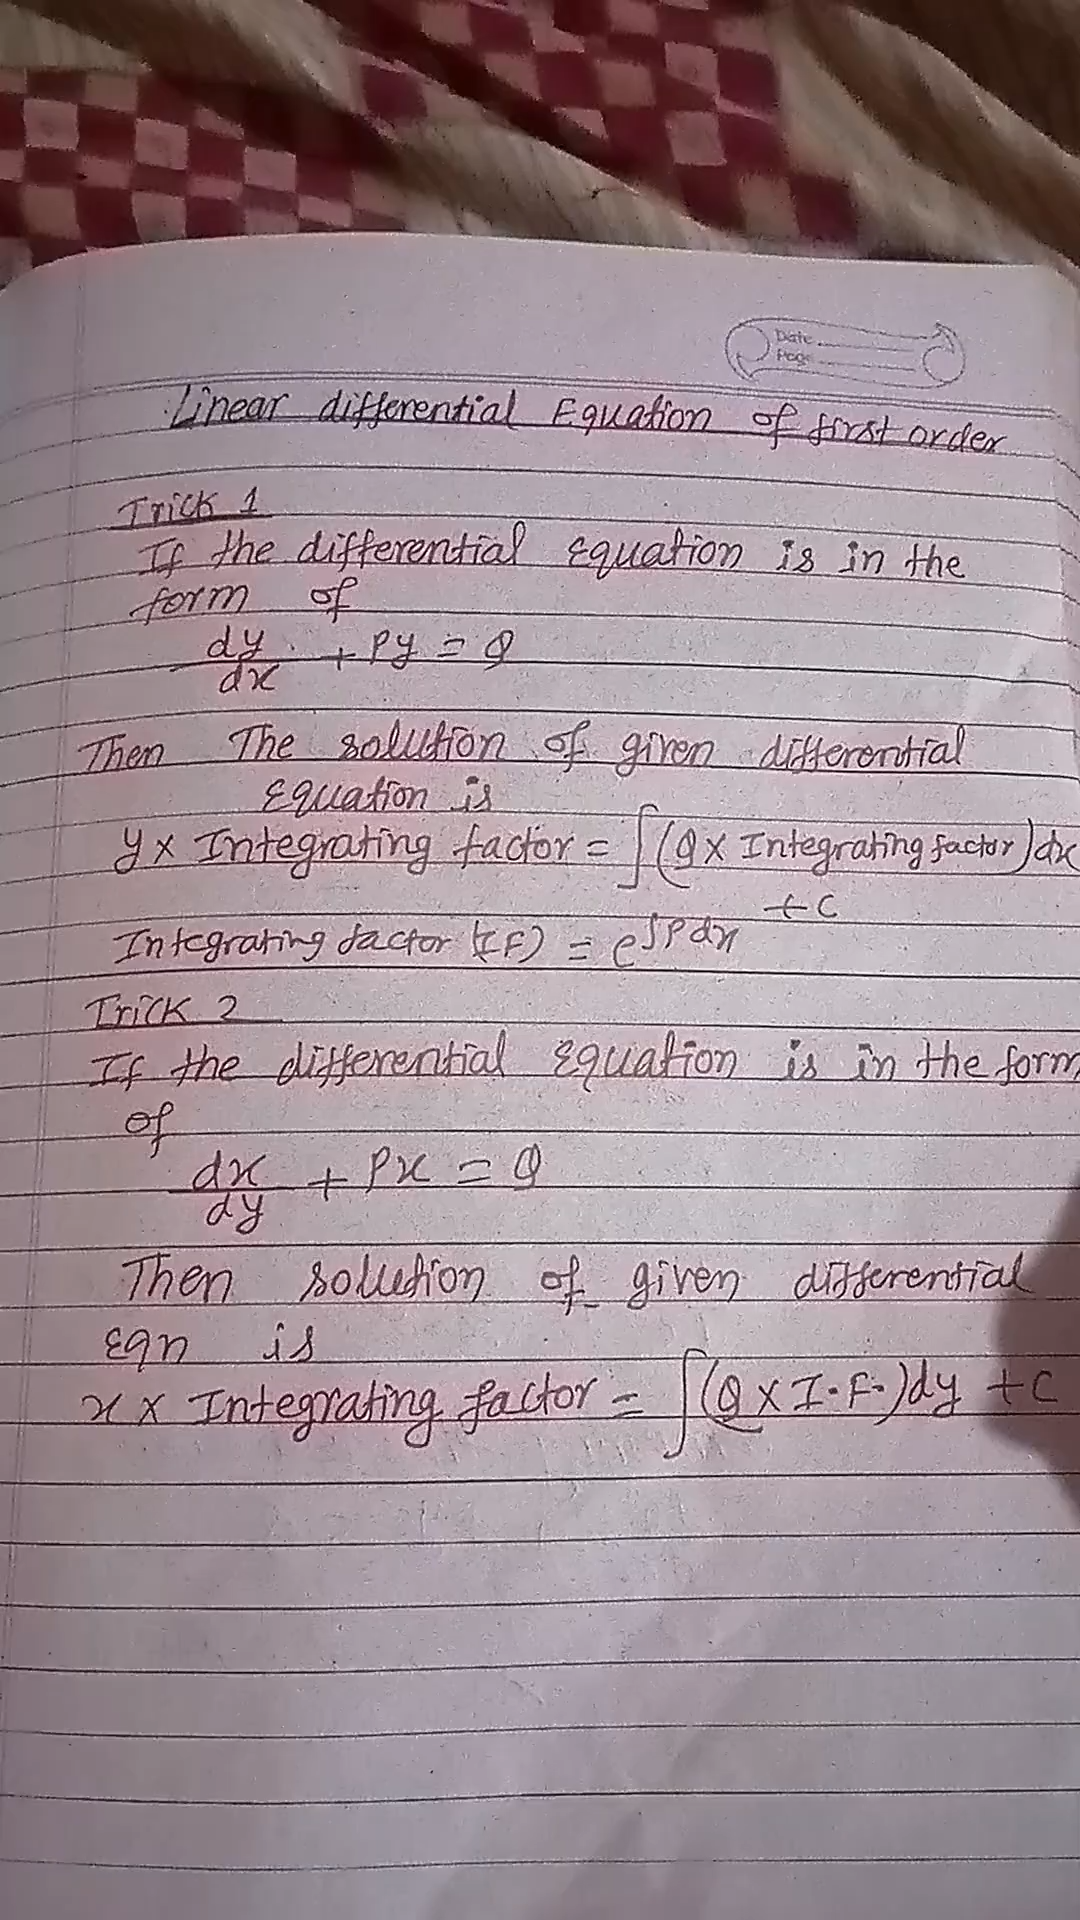 Date
Page
Linear differential Equation of first order
Trick 1
If the differential Equation is in the
form of
dy/dx + Py = Q
Then The solution of given differential
Equation is
y x Integrating factor = ∫(Q x Integrating factor)dx
+ c
Integrating factor (I F) = e^∫Pdx
Trick 2
If the differential Equation is in the form
of
dx/dy + Px = Q
Then solution of given differential
Eqn is
x x Integrating factor = ∫(Q x I.F.)dy + c